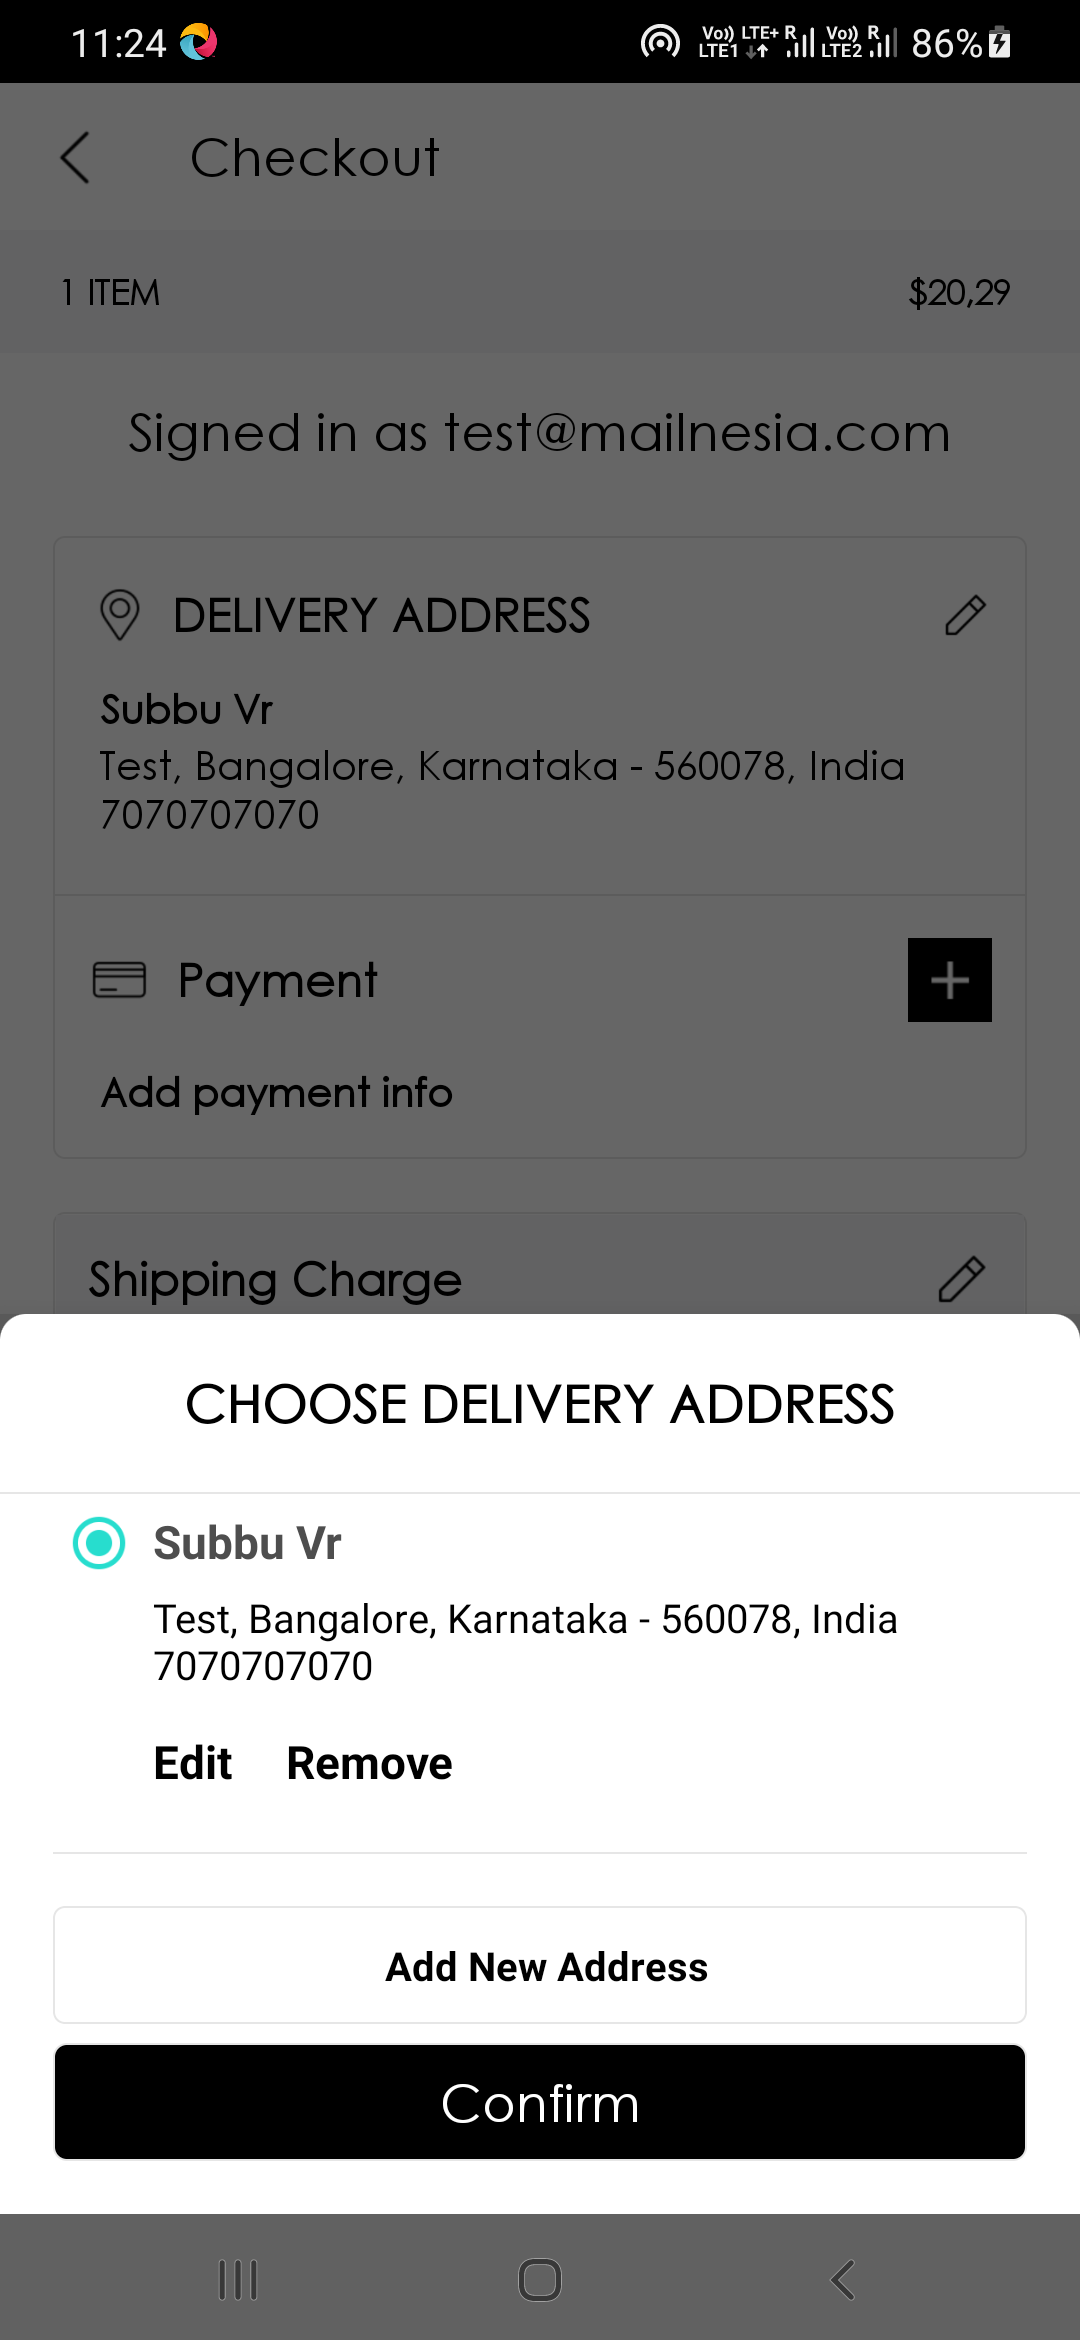 11:24
Vo)) LTE+ R Vo)) R 86%
LTE1 LTE2
Checkout
1 ITEM $20,29
Signed in as test@mailnesia.com
DELIVERY ADDRESS
Subbu Vr
Test, Bangalore, Karnataka - 560078, India
7070707070
Payment
Add payment info
Shipping Charge
CHOOSE DELIVERY ADDRESS
Subbu Vr
Test, Bangalore, Karnataka - 560078, India
7070707070
Edit Remove
Add New Address
Confirm